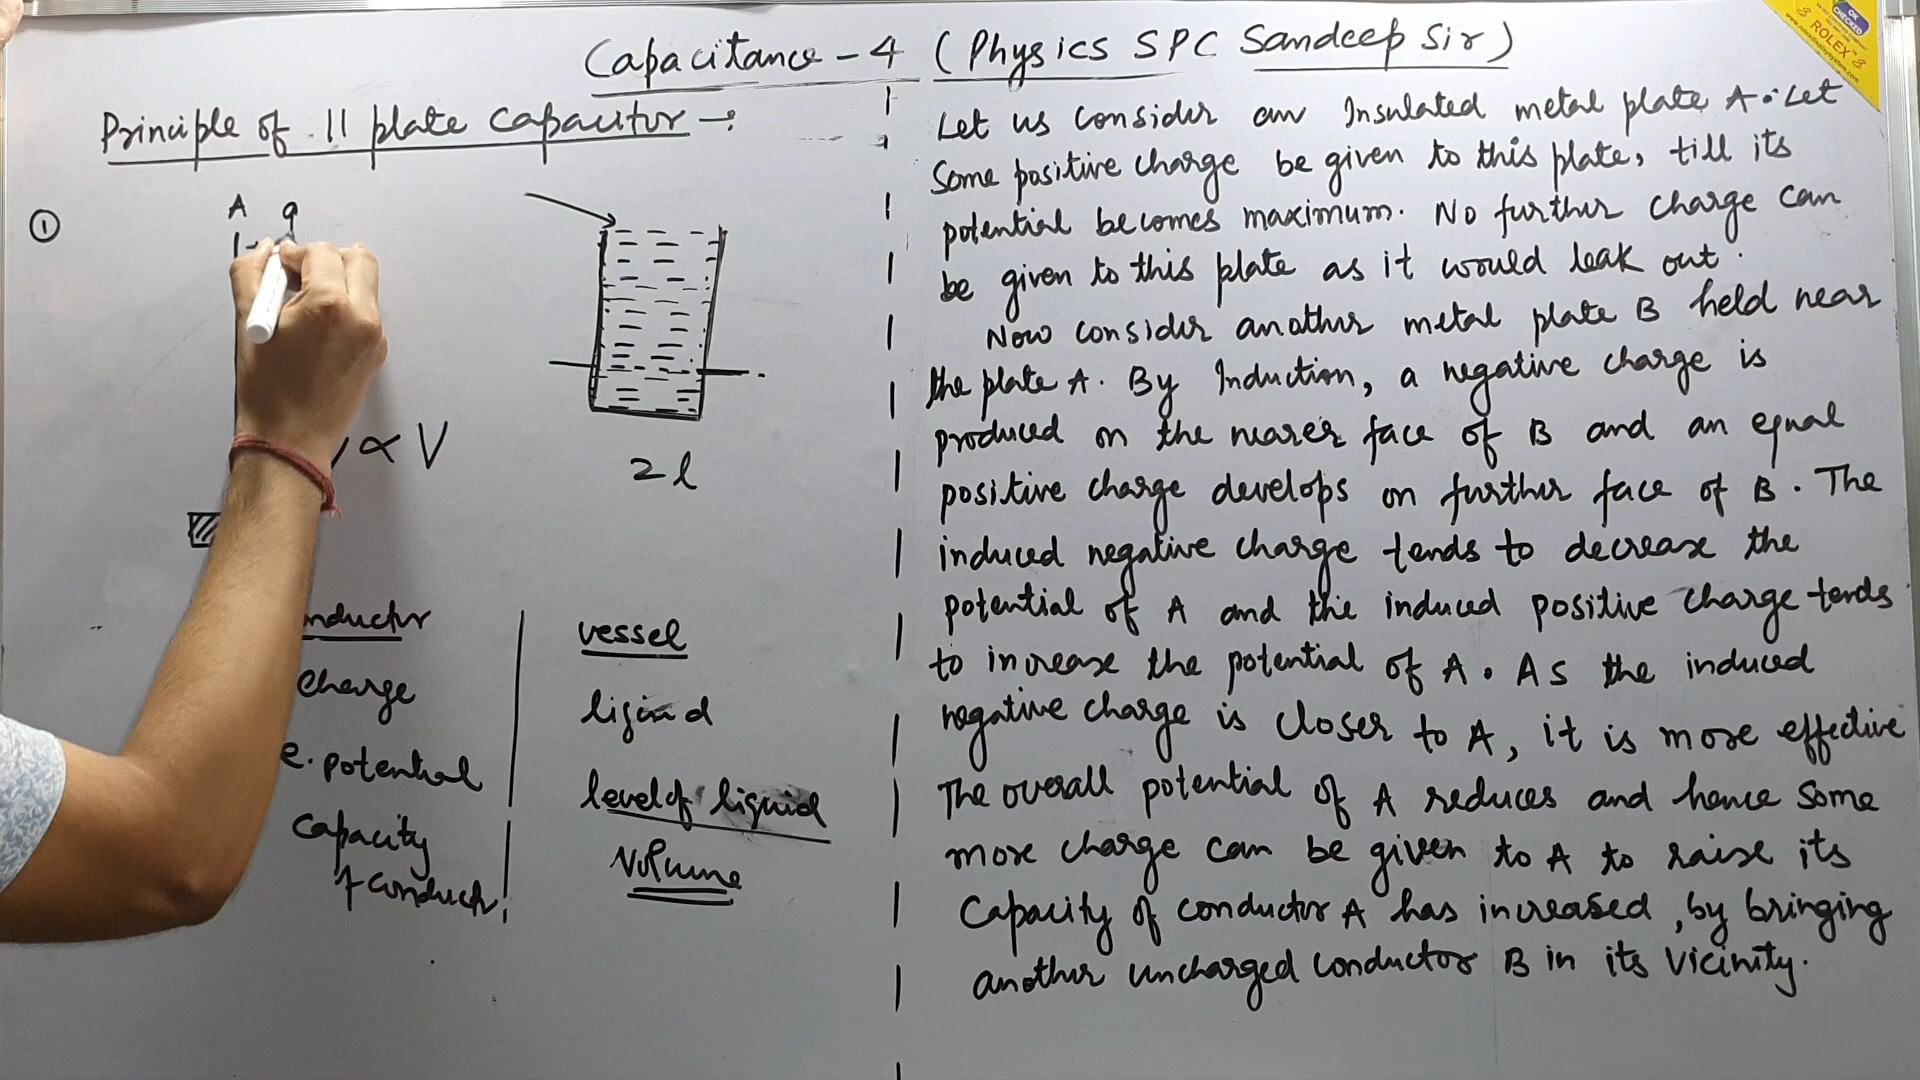 Capacitance - 4 (Physics SPC Sandeep Sir)
Principle of || plate capacitor →:
①
A q
∝ V
2 l
nductor
charge
e. potential
capacity
of conduct.
vessel
liquid
level of liquid
Volume
Let us consider an Insulated metal plate A. Let
Some positive charge be given to this plate, till its
potential becomes maximum. No further charge can
be given to this plate as it would leak out.
Now consider another metal plate B held near
the plate A. By Induction, a negative charge is
produced on the nearer face of B and an equal
positive charge develops on further face of B. The
induced negative charge tends to decrease the
potential of A and the induced positive charge tends
to increase the potential of A. As the induced
negative charge is closer to A, it is more effective
The overall potential of A reduces and hence some
more charge can be given to A to raise its
Capacity of conductor A has increased, by bringing
another uncharged conductor B in its vicinity.
OK
CHECKED
ROLEX